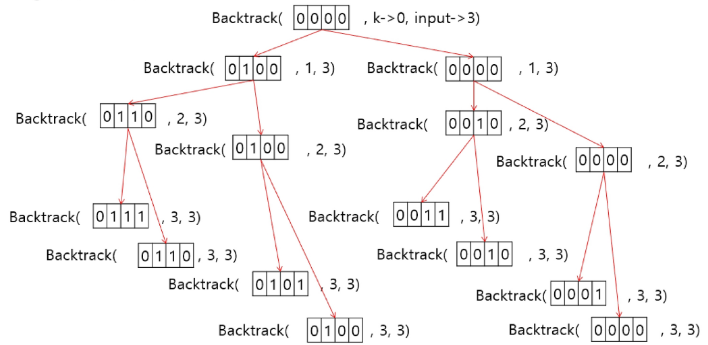 Backtrack( 0 0 0 0 , k->0, input->3)
Backtrack( 0 1 0 0 , 1, 3)
Backtrack( 0 0 0 0 , 1, 3)
Backtrack( 0 1 1 0 , 2, 3)
Backtrack( 0 0 1 0 , 2, 3)
Backtrack( 0 1 0 0 , 2, 3)
Backtrack( 0 0 0 0 , 2, 3)
Backtrack( 0 1 1 1 , 3, 3)
Backtrack( 0 0 1 1 , 3, 3)
Backtrack( 0 1 1 0 , 3, 3)
Backtrack( 0 0 1 0 , 3, 3)
Backtrack( 0 1 0 1 , 3, 3)
Backtrack( 0 0 0 1 , 3, 3)
Backtrack( 0 1 0 0 , 3, 3)
Backtrack( 0 0 0 0 , 3, 3)